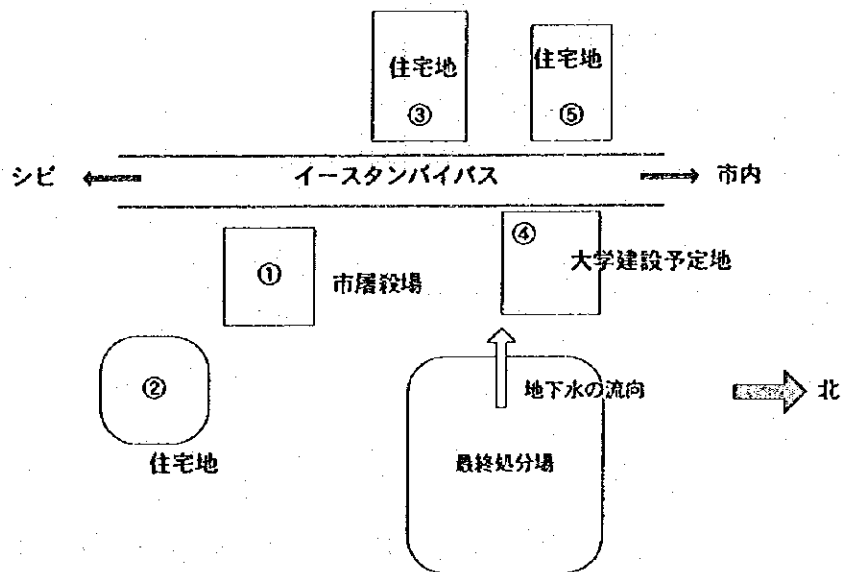 住宅地
③
住宅地
⑤
シビ
イースタンバイパス
市内
①
市屠殺場
④
大学建設予定地
②
住宅地
地下水の流向
最終処分場
北